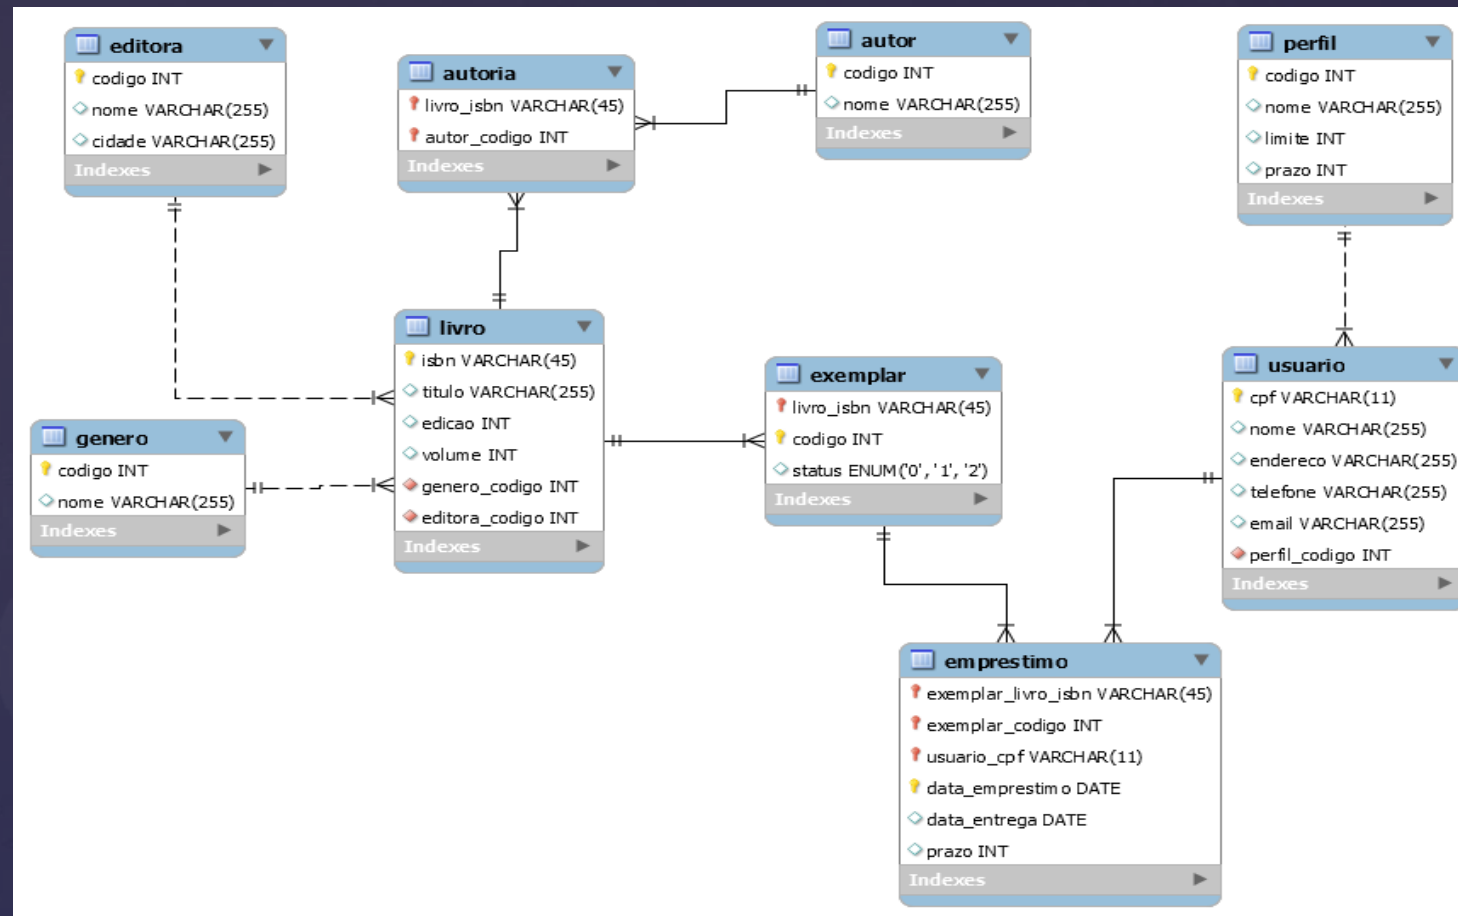 editora
codigo INT
nome VARCHAR(255)
cidade VARCHAR(255)
Indexes
autoria
livro_isbn VARCHAR(45)
autor_codigo INT
Indexes
autor
codigo INT
nome VARCHAR(255)
Indexes
perfil
codigo INT
nome VARCHAR(255)
limite INT
prazo INT
Indexes
livro
isbn VARCHAR(45)
titulo VARCHAR(255)
edicao INT
volume INT
genero_codigo INT
editora_codigo INT
Indexes
genero
codigo INT
nome VARCHAR(255)
Indexes
exemplar
livro_isbn VARCHAR(45)
codigo INT
status ENUM('0', '1', '2')
Indexes
usuario
cpf VARCHAR(11)
nome VARCHAR(255)
endereco VARCHAR(255)
telefone VARCHAR(255)
email VARCHAR(255)
perfil_codigo INT
Indexes
emprestimo
exemplar_livro_isbn VARCHAR(45)
exemplar_codigo INT
usuario_cpf VARCHAR(11)
data_emprestimo DATE
data_entrega DATE
prazo INT
Indexes